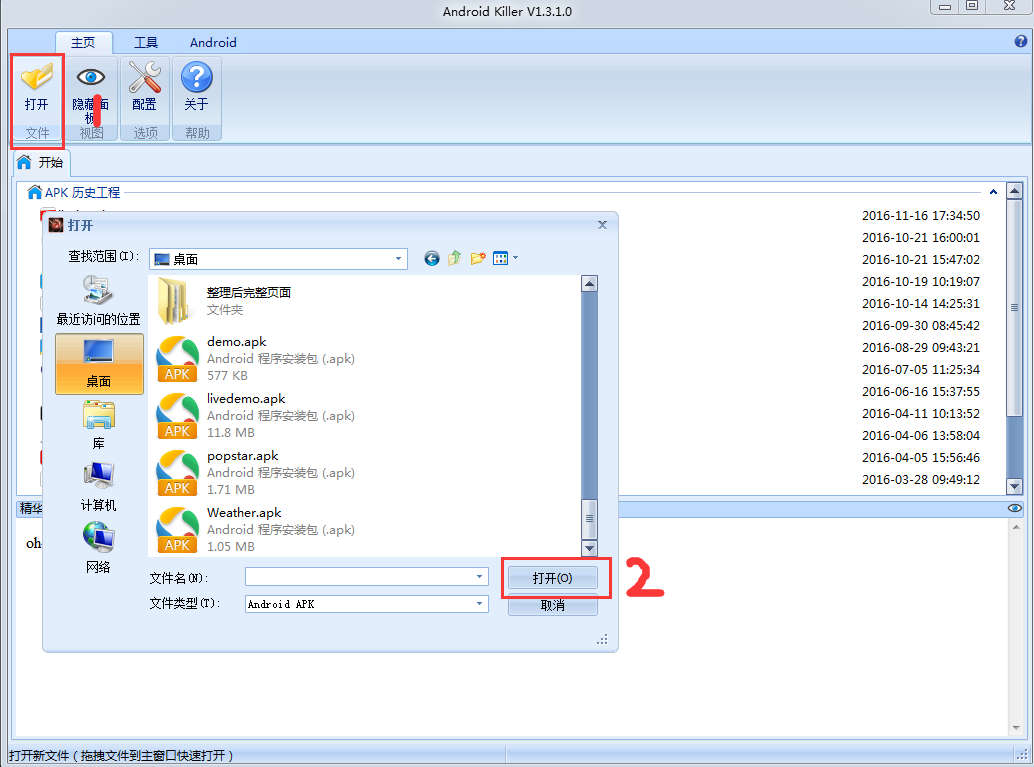 Android Killer V1.3.1.0
主页 工具 Android
打开 隐藏面板 配置 关于
文件 视图 选项 帮助
1
开始
APK 历史工程
2016-11-16 17:34:50
2016-10-21 16:00:01
2016-10-21 15:47:02
2016-10-19 10:19:07
2016-10-14 14:25:31
2016-09-30 08:45:42
2016-08-29 09:43:21
2016-07-05 11:25:34
2016-06-16 15:37:55
2016-04-11 10:13:52
2016-04-06 13:58:04
2016-04-05 15:56:46
2016-03-28 09:49:12
打开
查找范围(I): 桌面
最近访问的位置
桌面
库
计算机
网络
整理后完整页面
文件夹
demo.apk
Android 程序安装包 (.apk)
577 KB
APK
livedemo.apk
Android 程序安装包 (.apk)
11.8 MB
APK
popstar.apk
Android 程序安装包 (.apk)
1.71 MB
APK
Weather.apk
Android 程序安装包 (.apk)
1.05 MB
APK
文件名(N):
打开(O)
2
文件类型(T): Android APK
取消
精华
oh
打开新文件 ( 拖拽文件到主窗口快速打开 )